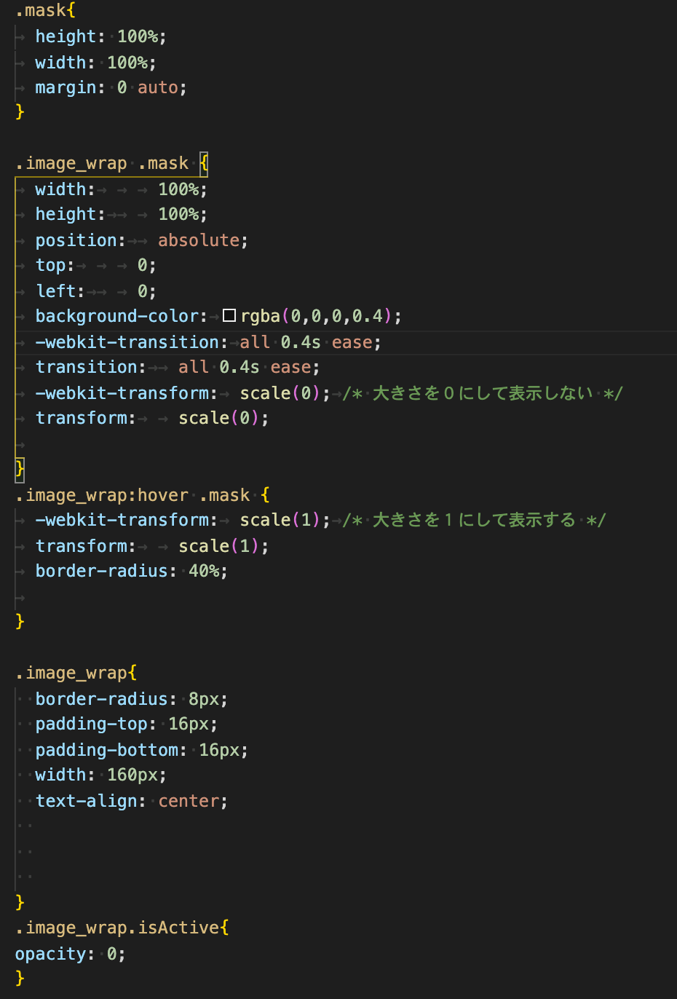 .mask{
height: 100%;
width: 100%;
margin: 0 auto;
}
.image_wrap .mask {
width: 100%;
height: 100%;
position: absolute;
top: 0;
left: 0;
background-color: rgba(0,0,0,0.4);
-webkit-transition: all 0.4s ease;
transition: all 0.4s ease;
-webkit-transform: scale(0); /* 大きさを０にして表示しない */
transform: scale(0);
}
.image_wrap:hover .mask {
-webkit-transform: scale(1); /* 大きさを１にして表示する */
transform: scale(1);
border-radius: 40%;
}
.image_wrap{
border-radius: 8px;
padding-top: 16px;
padding-bottom: 16px;
width: 160px;
text-align: center;
}
.image_wrap.isActive{
opacity: 0;
}